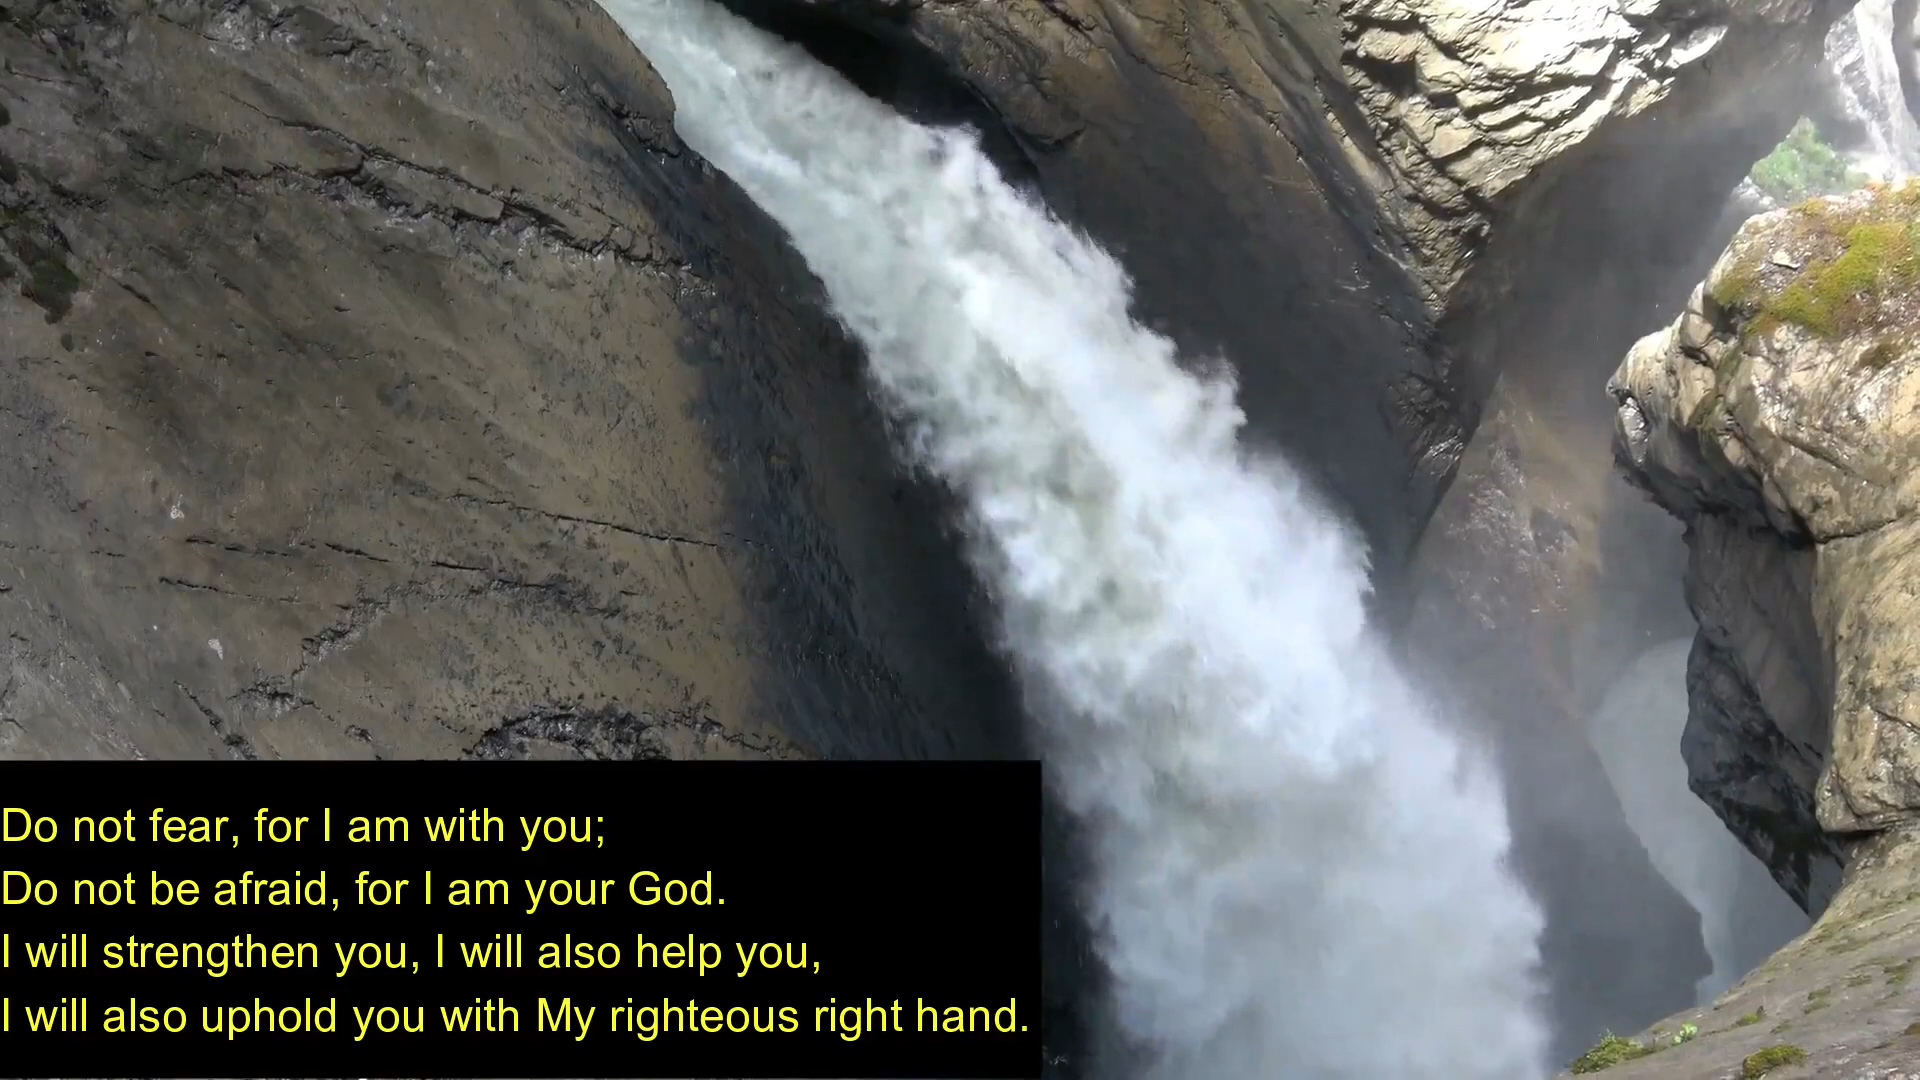 Do not fear, for I am with you;
Do not be afraid, for I am your God.
I will strengthen you, I will also help you,
I will also uphold you with My righteous right hand.